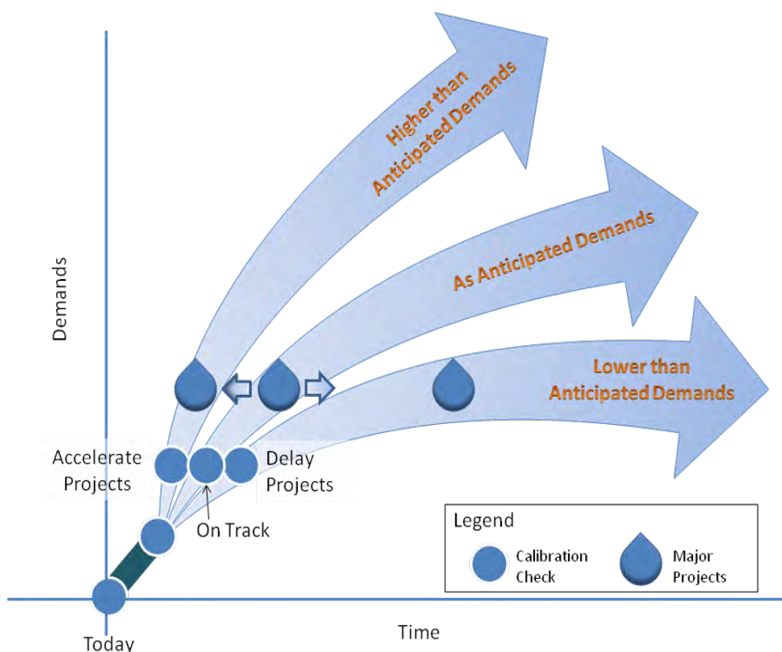 Higher than
Anticipated Demands
As Anticipated Demands
Lower than
Anticipated Demands
Demands
Accelerate
Projects
Delay
Projects
On Track
Legend
Calibration
Check
Major
Projects
Today
Time